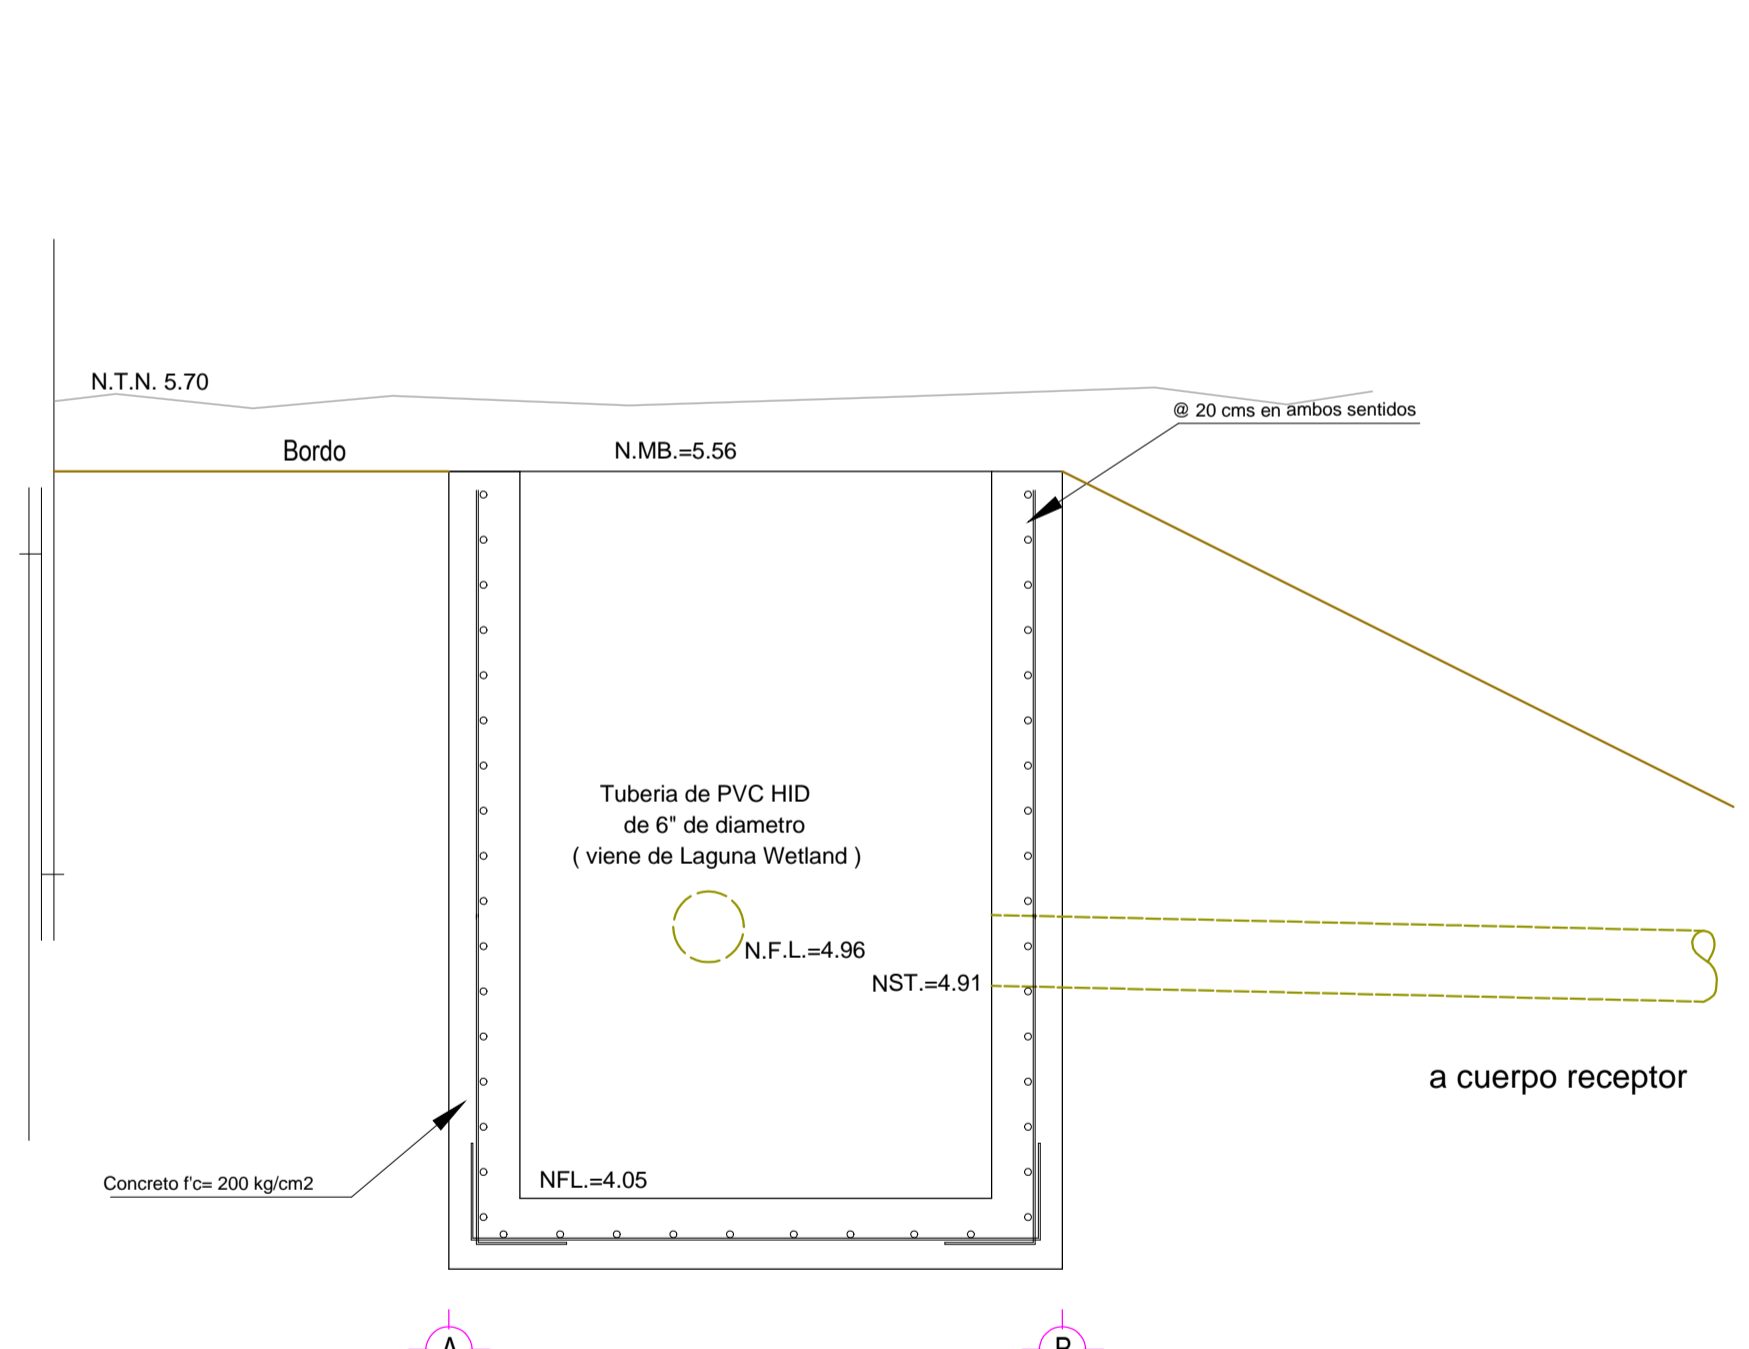 N.T.N. 5.70
@ 20 cms en ambos sentidos
Bordo
N.MB.=5.56
Tuberia de PVC HID
de 6" de diametro
( viene de Laguna Wetland )
N.F.L.=4.96
NST.=4.91
a cuerpo receptor
Concreto f'c= 200 kg/cm2
NFL.=4.05
A